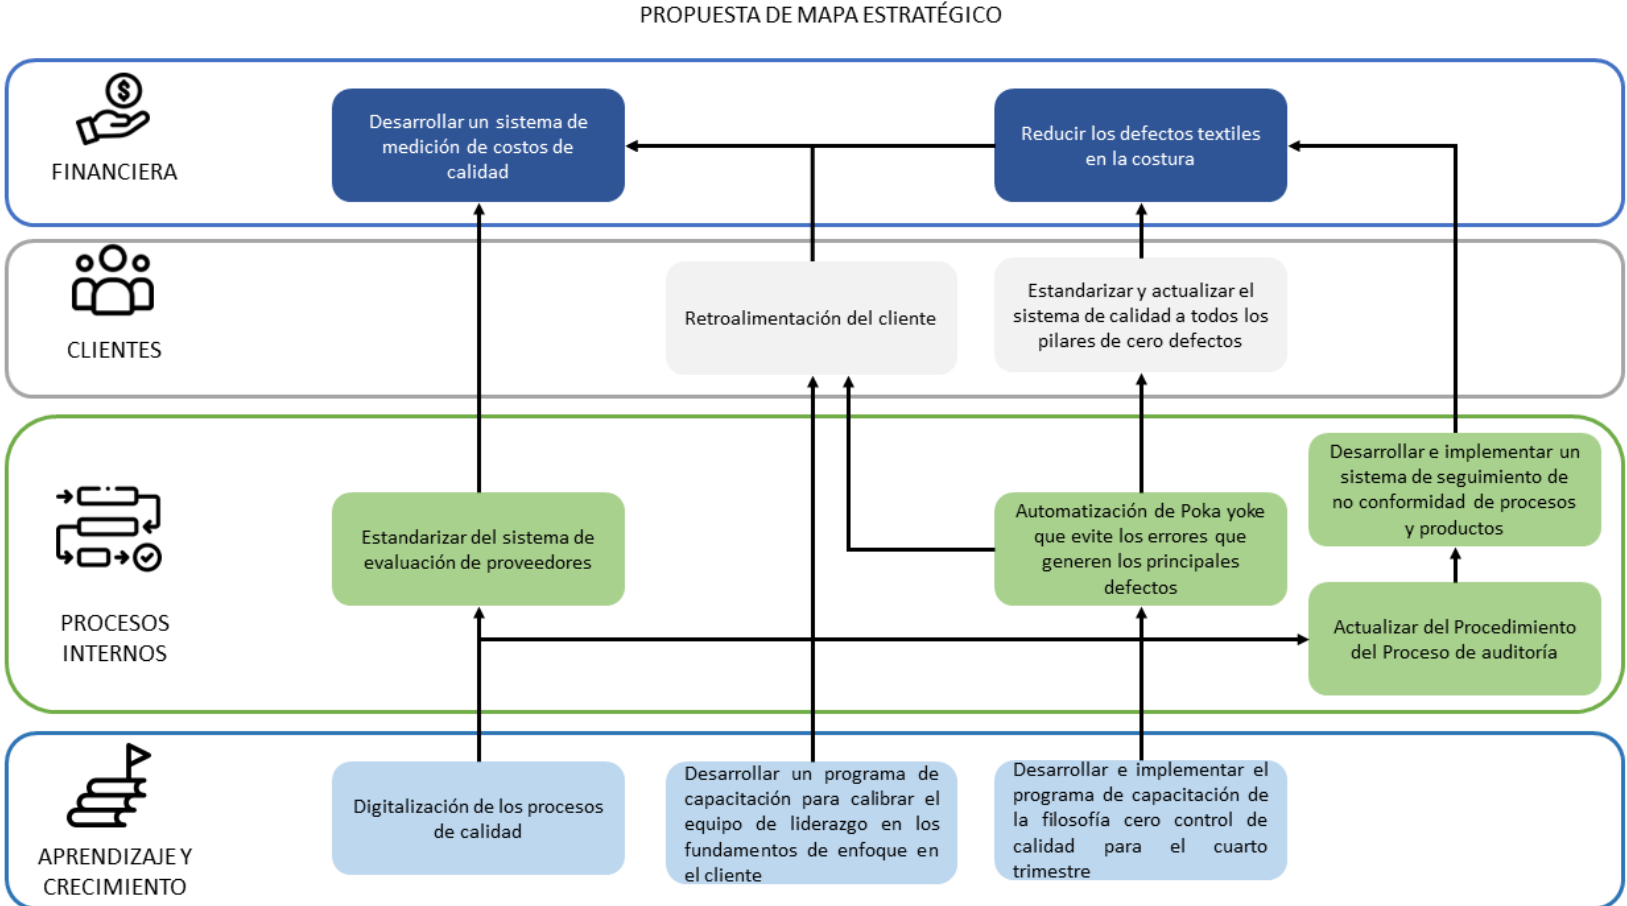 PROPUESTA DE MAPA ESTRATÉGICO
$
FINANCIERA
Desarrollar un sistema de
medición de costos de
calidad
Reducir los defectos textiles
en la costura
CLIENTES
Retroalimentación del cliente
Estandarizar y actualizar el
sistema de calidad a todos los
pilares de cero defectos
PROCESOS
INTERNOS
Estandarizar del sistema de
evaluación de proveedores
Automatización de Poka yoke
que evite los errores que
generen los principales
defectos
Desarrollar e implementar un
sistema de seguimiento de
no conformidad de procesos
y productos
Actualizar del Procedimiento
del Proceso de auditoría
APRENDIZAJE Y
CRECIMIENTO
Digitalización de los procesos
de calidad
Desarrollar un programa de
capacitación para calibrar el
equipo de liderazgo en los
fundamentos de enfoque en
el cliente
Desarrollar e implementar el
programa de capacitación de
la filosofía cero control de
calidad para el cuarto
trimestre